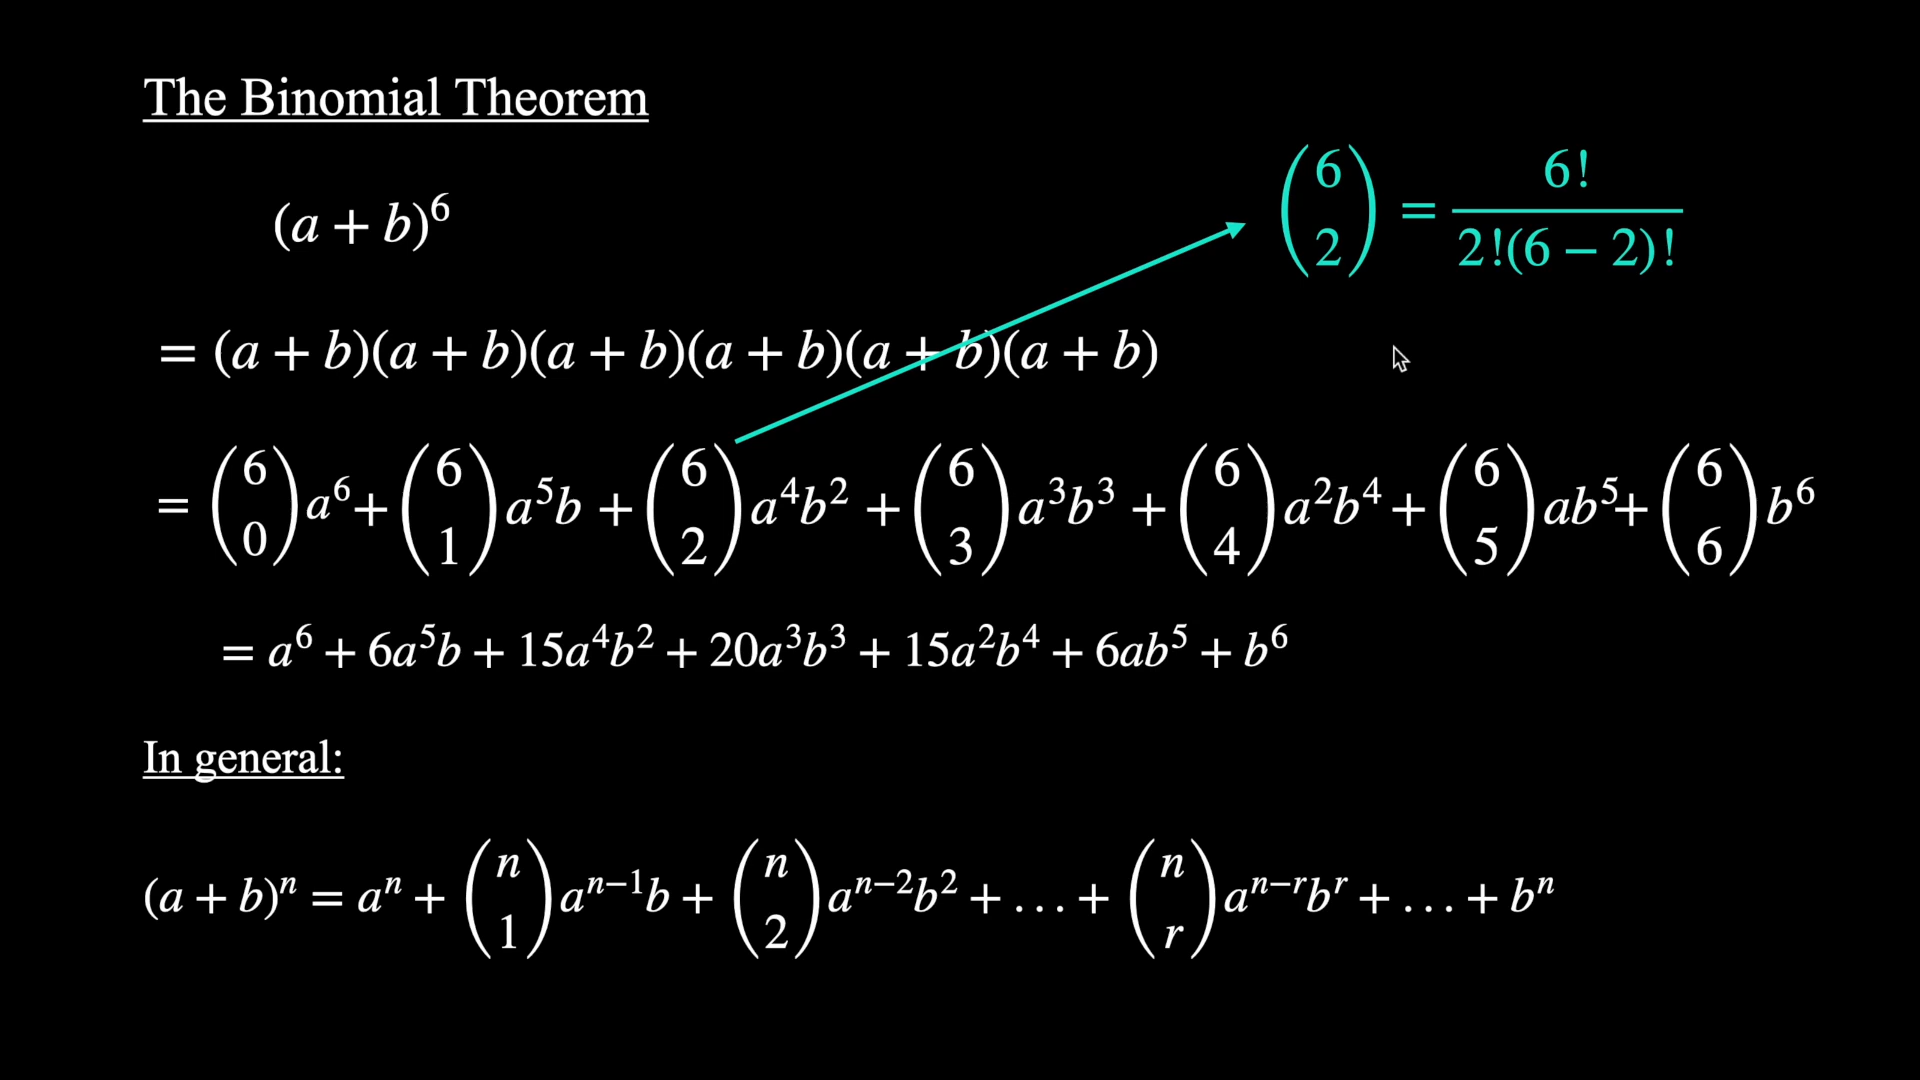 The Binomial Theorem
(a + b)⁶
(6 2) = 6! / 2!(6 − 2)!
= (a + b)(a + b)(a + b)(a + b)(a + b)(a + b)
= (6 0)a⁶ + (6 1)a⁵b + (6 2)a⁴b² + (6 3)a³b³ + (6 4)a²b⁴ + (6 5)ab⁵ + (6 6)b⁶
= a⁶ + 6a⁵b + 15a⁴b² + 20a³b³ + 15a²b⁴ + 6ab⁵ + b⁶
In general:
(a + b)ⁿ = aⁿ + (n 1)aⁿ⁻¹b + (n 2)aⁿ⁻²b² + … + (n r)aⁿ⁻ʳbʳ + … + bⁿ